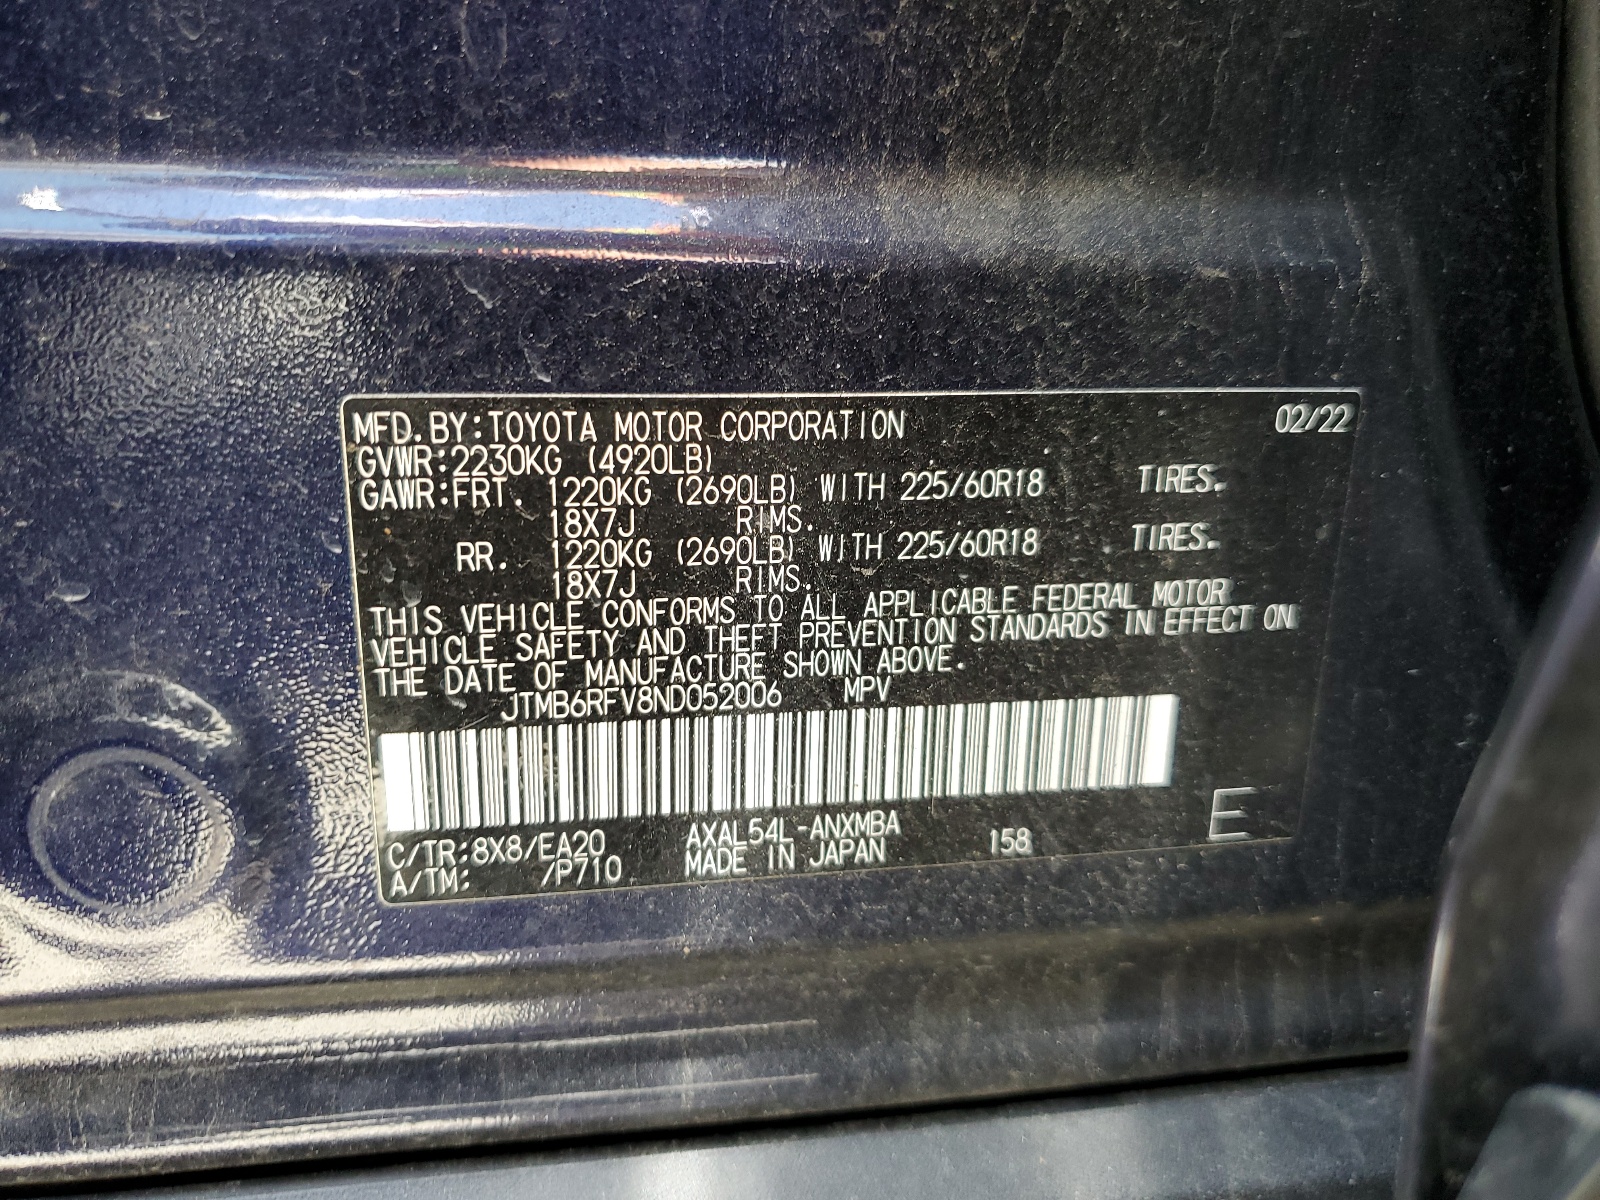 MFD.BY:TOYOTA MOTOR CORPORATION 02/22
GVWR:2230KG (4920LB)
GAWR:FRT. 1220KG (2690LB) WITH 225/60R18 TIRES.
18X7J RIMS.
RR. 1220KG (2690LB) WITH 225/60R18 TIRES.
18X7J RIMS.
THIS VEHICLE CONFORMS TO ALL APPLICABLE FEDERAL MOTOR
VEHICLE SAFETY AND THEFT PREVENTION STANDARDS IN EFFECT ON
THE DATE OF MANUFACTURE SHOWN ABOVE.
JTMB6RFV8ND052006 MPV
C/TR:8X8/EA20 AXAL54L-ANXMBA 158 E
A/TM: /P710 MADE IN JAPAN